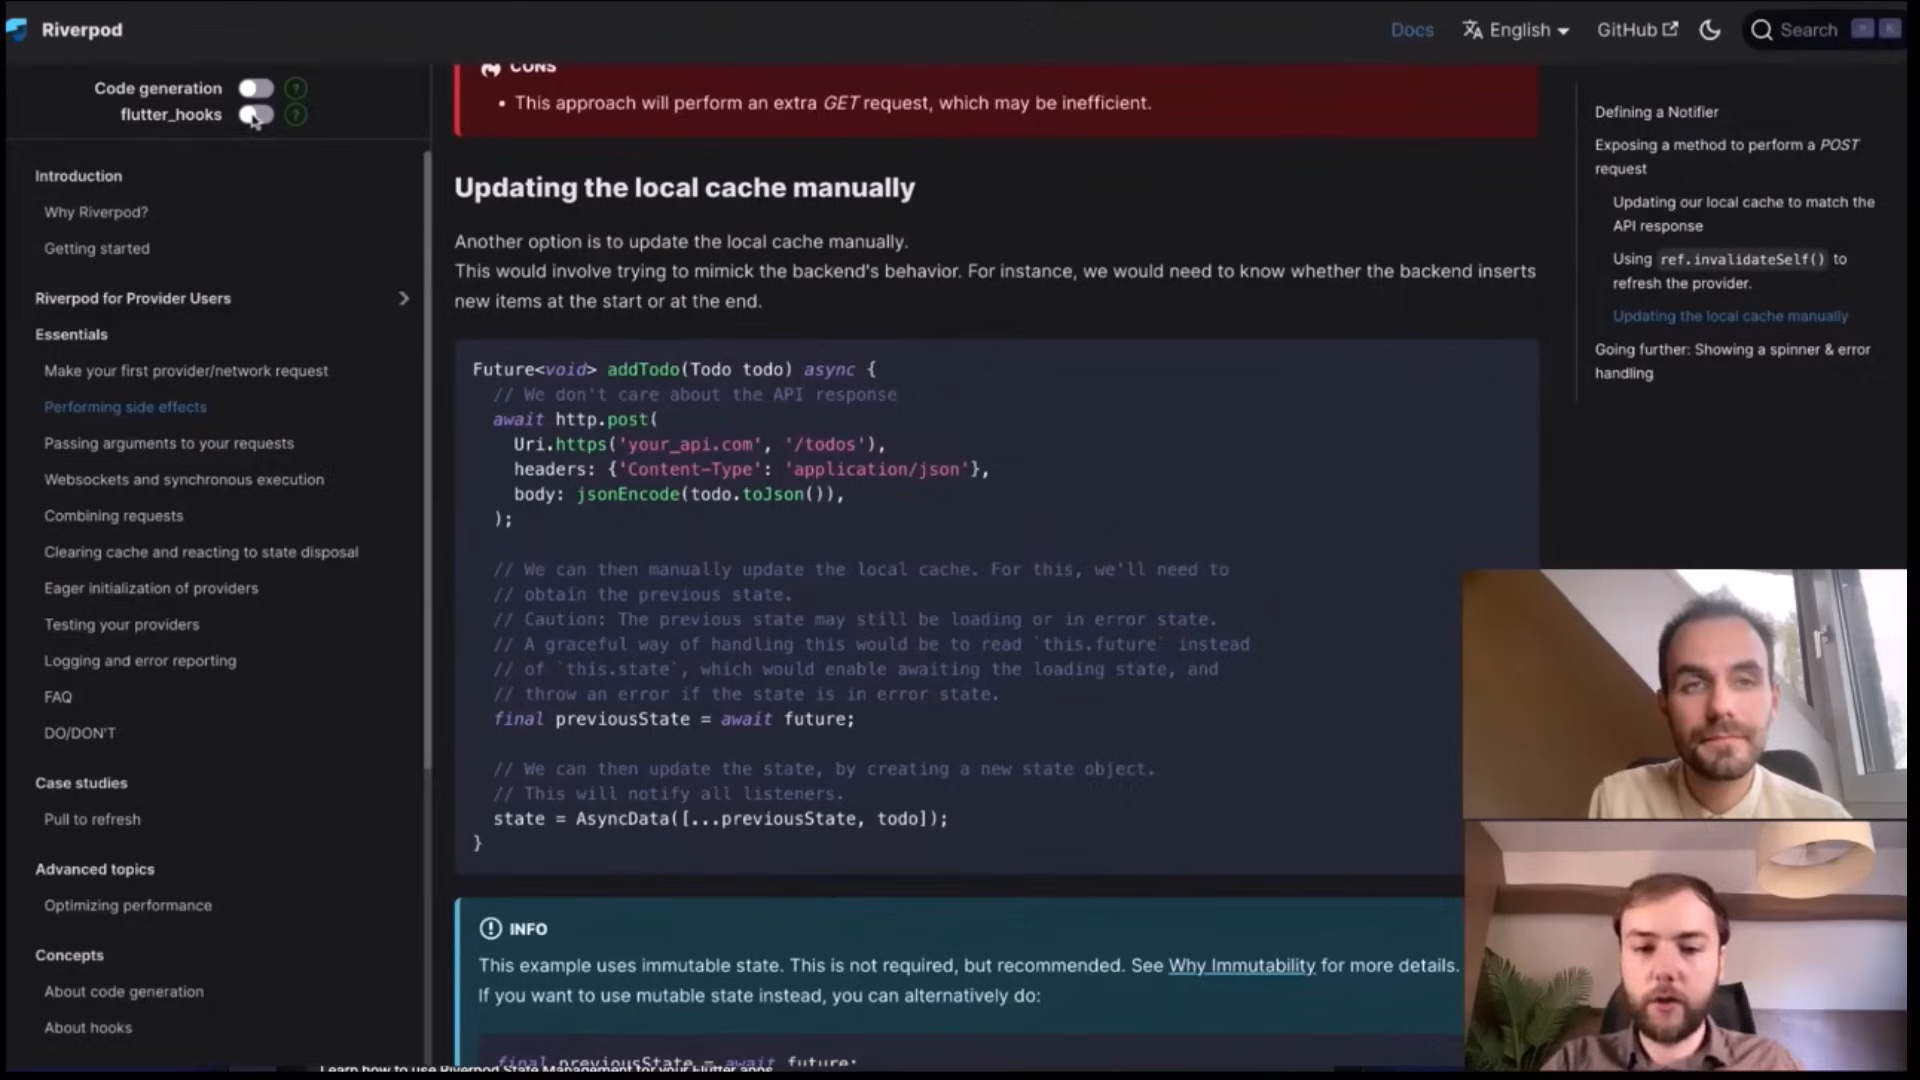 Riverpod
Docs
English
GitHub
Search
Code generation
?
flutter_hooks
?
Introduction
Why Riverpod?
Getting started
Riverpod for Provider Users
Essentials
Make your first provider/network request
Performing side effects
Passing arguments to your requests
Websockets and synchronous execution
Combining requests
Clearing cache and reacting to state disposal
Eager initialization of providers
Testing your providers
Logging and error reporting
FAQ
DO/DON'T
Case studies
Pull to refresh
Advanced topics
Optimizing performance
Concepts
About code generation
About hooks
CONS
• This approach will perform an extra GET request, which may be inefficient.
Updating the local cache manually
Another option is to update the local cache manually.
This would involve trying to mimick the backend's behavior. For instance, we would need to know whether the backend inserts
new items at the start or at the end.
Future<void> addTodo(Todo todo) async {
// We don't care about the API response
await http.post(
Uri.https('your_api.com', '/todos'),
headers: {'Content-Type': 'application/json'},
body: jsonEncode(todo.toJson()),
);
// We can then manually update the local cache. For this, we'll need to
// obtain the previous state.
// Caution: The previous state may still be loading or in error state.
// A graceful way of handling this would be to read `this.future` instead
// of `this.state`, which would enable awaiting the loading state, and
// throw an error if the state is in error state.
final previousState = await future;
// We can then update the state, by creating a new state object.
// This will notify all listeners.
state = AsyncData([...previousState, todo]);
}
INFO
This example uses immutable state. This is not required, but recommended. See Why Immutability for more details.
If you want to use mutable state instead, you can alternatively do:
final previousState = await future;
Learn how to use Riverpod State Management for your Flutter apps
Defining a Notifier
Exposing a method to perform a POST
request
Updating our local cache to match the
API response
Using ref.invalidateSelf() to
refresh the provider.
Updating the local cache manually
Going further: Showing a spinner & error
handling